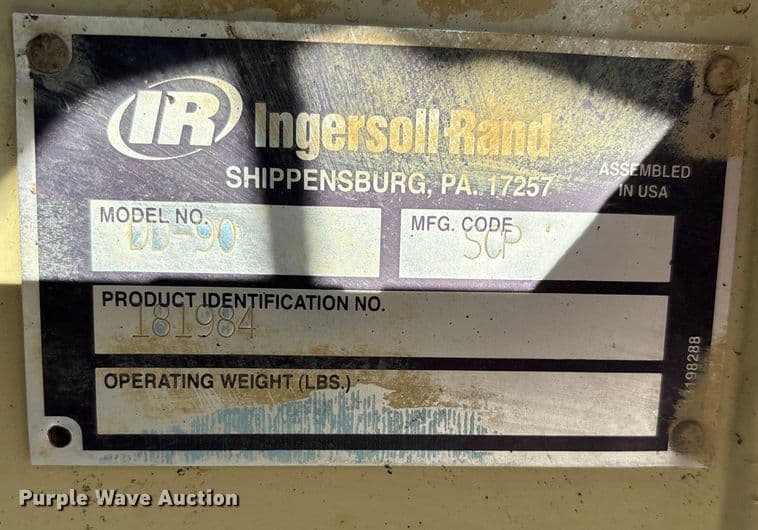 IR Ingersoll-Rand
SHIPPENSBURG, PA. 17257
ASSEMBLED
IN USA
MODEL NO.
DD-90
MFG. CODE
SCP
PRODUCT IDENTIFICATION NO.
181984
OPERATING WEIGHT (LBS.)
198288
Purple Wave Auction